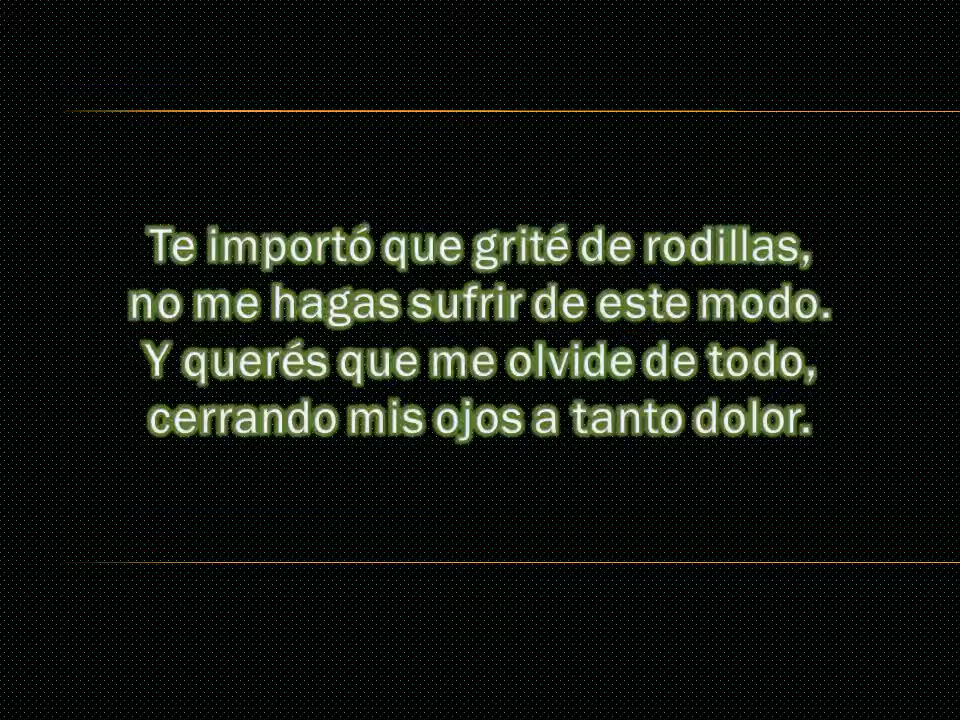 Te importó que grité de rodillas,
no me hagas sufrir de este modo.
Y querés que me olvide de todo,
cerrando mis ojos a tanto dolor.